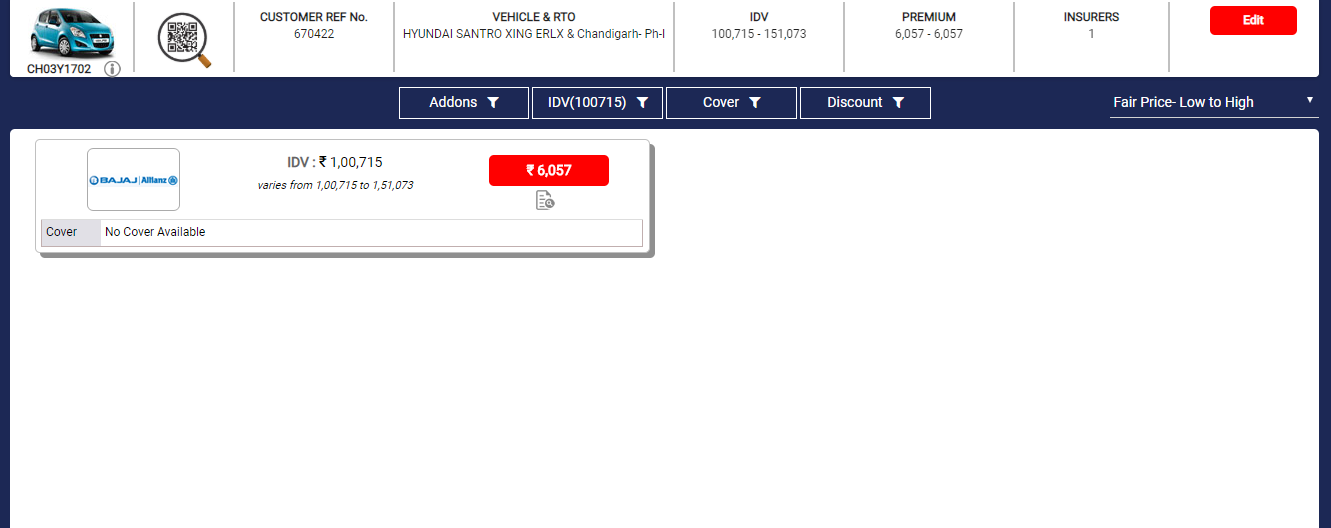 CH03Y1702
CUSTOMER REF No.
670422
VEHICLE & RTO
HYUNDAI SANTRO XING ERLX & Chandigarh- Ph-I
IDV
100,715 - 151,073
PREMIUM
6,057 - 6,057
INSURERS
1
Edit
Addons
IDV(100715)
Cover
Discount
Fair Price- Low to High
BAJAJ Allianz
IDV : ₹ 1,00,715
varies from 1,00,715 to 1,51,073
₹ 6,057
Cover
No Cover Available